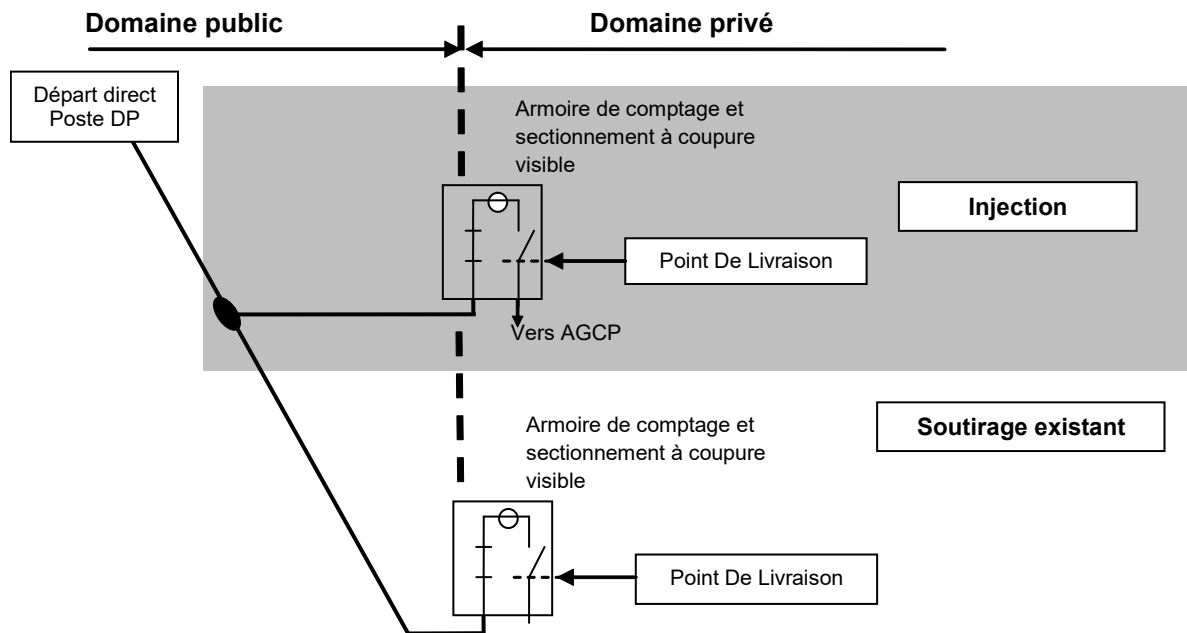 Domaine public
Domaine privé
Départ direct
Poste DP
Armoire de comptage et
sectionnement à coupure
visible
Injection
Point De Livraison
Vers AGCP
Armoire de comptage et
sectionnement à coupure
visible
Soutirage existant
Point De Livraison